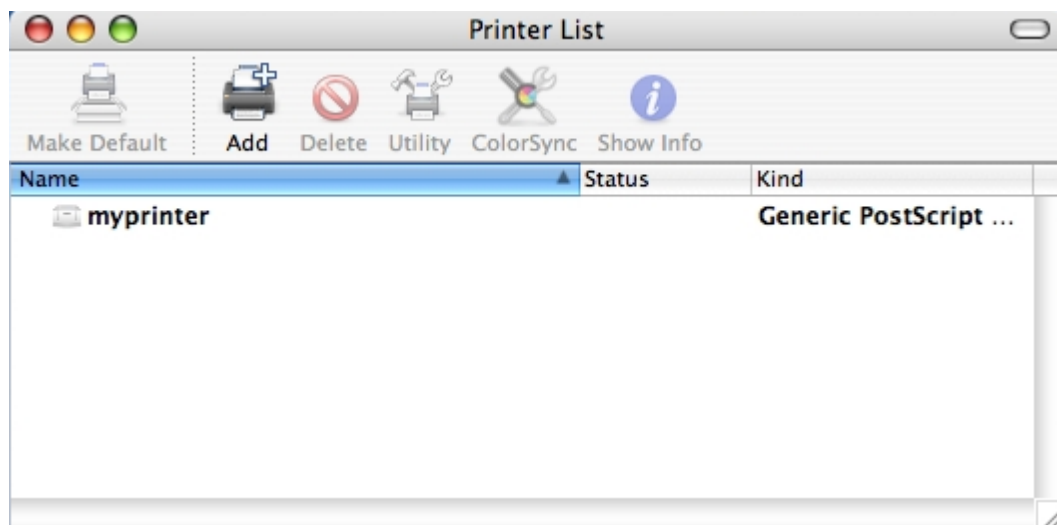 Printer List
Make Default Add Delete Utility ColorSync Show Info
Name Status Kind
myprinter Generic PostScript ...